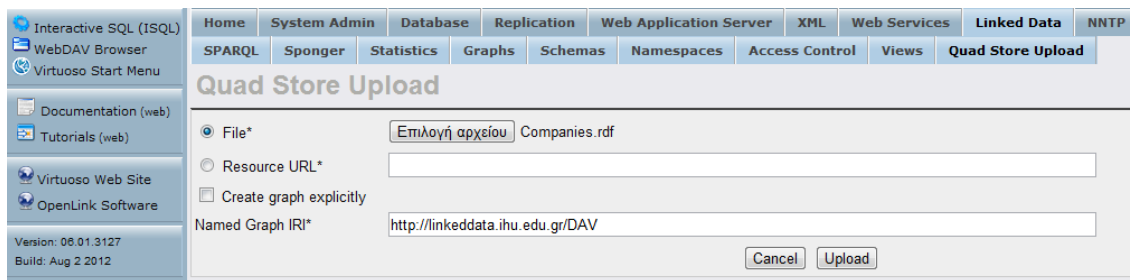 Interactive SQL (ISQL)
WebDAV Browser
Virtuoso Start Menu
Documentation (web)
Tutorials (web)
Virtuoso Web Site
OpenLink Software
Version: 06.01.3127
Build: Aug 2 2012
Home System Admin Database Replication Web Application Server XML Web Services Linked Data NNTP
SPARQL Sponger Statistics Graphs Schemas Namespaces Access Control Views Quad Store Upload
Quad Store Upload
File* Επιλογή αρχείου Companies.rdf
Resource URL*
Create graph explicitly
Named Graph IRI* http://linkeddata.ihu.edu.gr/DAV
Cancel Upload